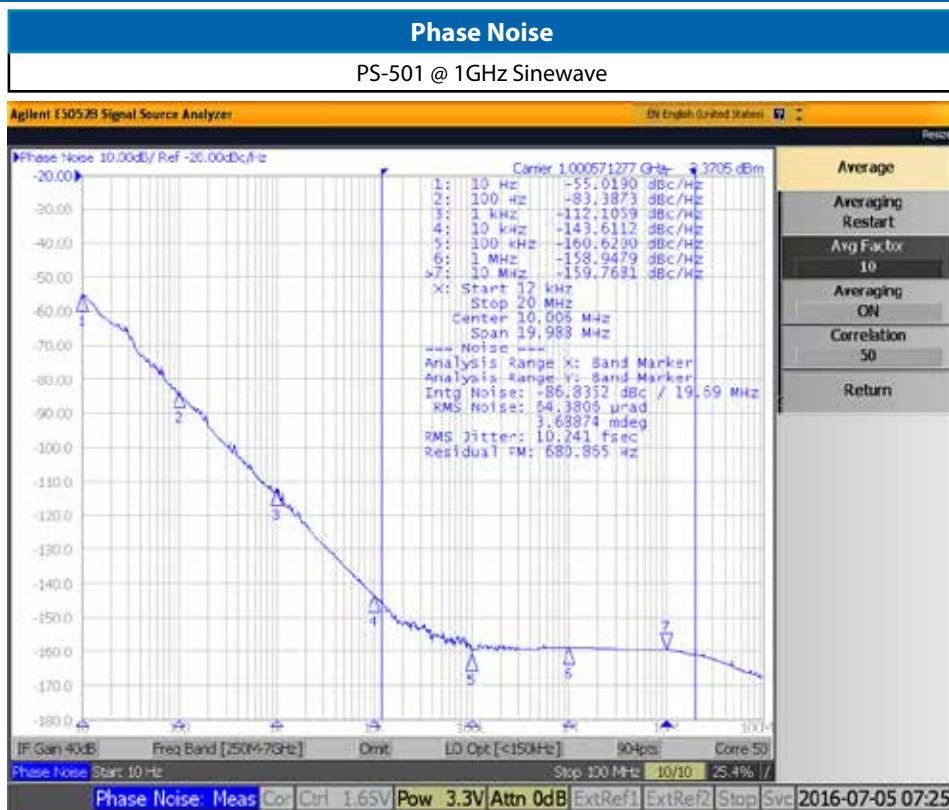 Phase Noise
PS-501 @ 1GHz Sinewave
Agilent E5052B Signal Source Analyzer
EN English (United States)
Phase Noise 10.00dB/ Ref -20.00dBc/Hz
Carrier 1.000571277 GHz 3.3705 dBm
1: 10 Hz -55.0190 dBc/Hz
2: 100 Hz -83.3873 dBc/Hz
3: 1 kHz -112.1059 dBc/Hz
4: 10 kHz -143.6112 dBc/Hz
5: 100 kHz -160.6200 dBc/Hz
6: 1 MHz -158.9479 dBc/Hz
>7: 10 MHz -159.7681 dBc/Hz
X: Start 12 kHz
Stop 20 MHz
Center 10.006 MHz
Span 19.988 MHz
--- Noise ---
Analysis Range X: Band Marker
Analysis Range Y: Band Marker
Intg Noise: -86.8352 dBc / 19.69 MHz
RMS Noise: 64.3806 µrad
3.68874 mdeg
RMS Jitter: 10.241 fsec
Residual FM: 680.865 Hz
-20.00
-30.00
-40.00
-50.00
-60.00
-70.00
-80.00
-90.00
-100.0
-110.0
-120.0
-130.0
-140.0
-150.0
-160.0
-170.0
-180.0
1
2
3
4
5
6
7
Average
Averaging
Restart
Avg Factor
10
Averaging
ON
Correlation
50
Return
IF Gain 40dB
Freq Band [250M-7GHz]
Omit
LO Opt [<150kHz]
904pts
Corre 50
Phase Noise Start 10 Hz
Stop 100 MHz
10/10
25.4%
Phase Noise: Meas
Cor
Ctrl 1.65V
Pow 3.3V
Attn 0dB
ExtRef1
ExtRef2
Stop
Svc
2016-07-05 07:25